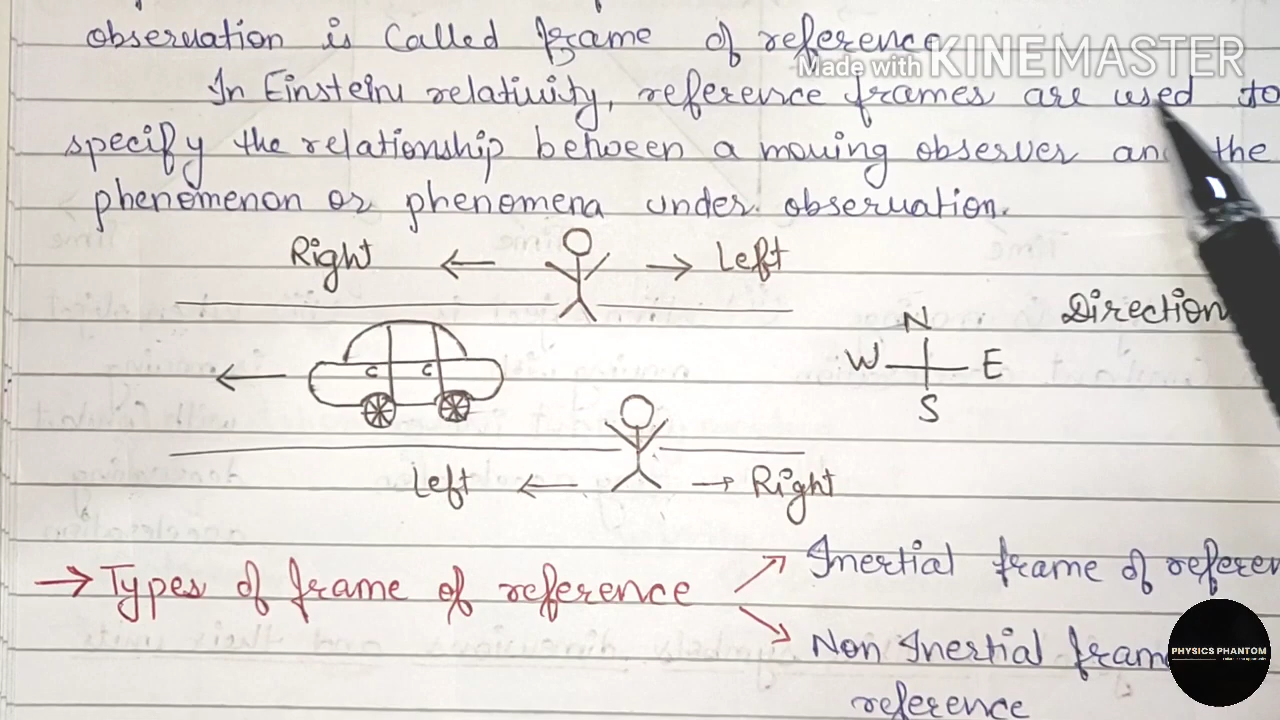 observation is Called frame of reference
Made with KINEMASTER
In Einstein relativity, reference frames are used to
specify the relationship between a moving observer an the
phenomenon or phenomena under observation.
Right Left
Direction
N
W E
S
C C
Left Right
Types of frame of reference
Inertial frame of referen
Non Inertial frame
reference
PHYSICS PHANTOM